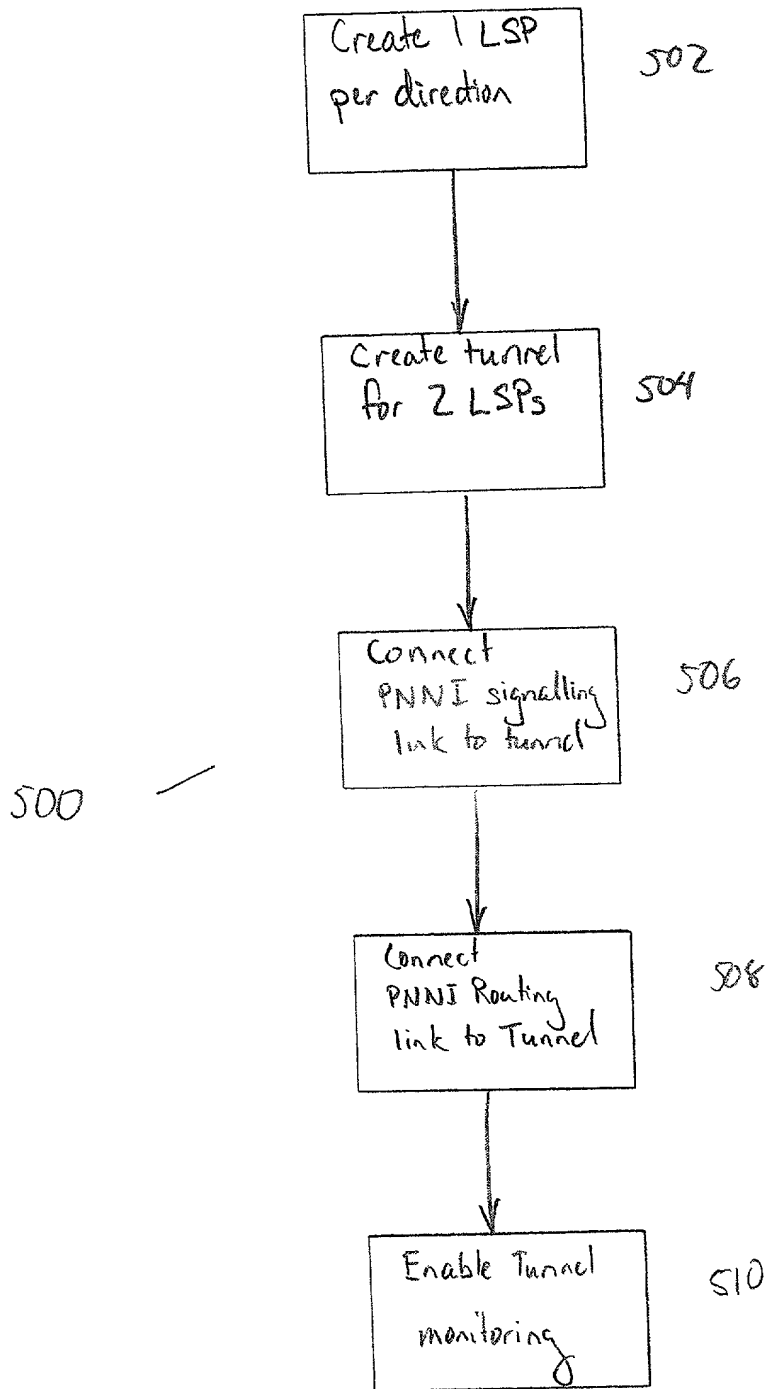 Create 1 LSP
per direction
502
Create tunnel
for 2 LSPs
504
Connect
PNNI signalling
link to tunnel
506
500
Connect
PNNI Routing
link to Tunnel
508
Enable Tunnel
monitoring
510